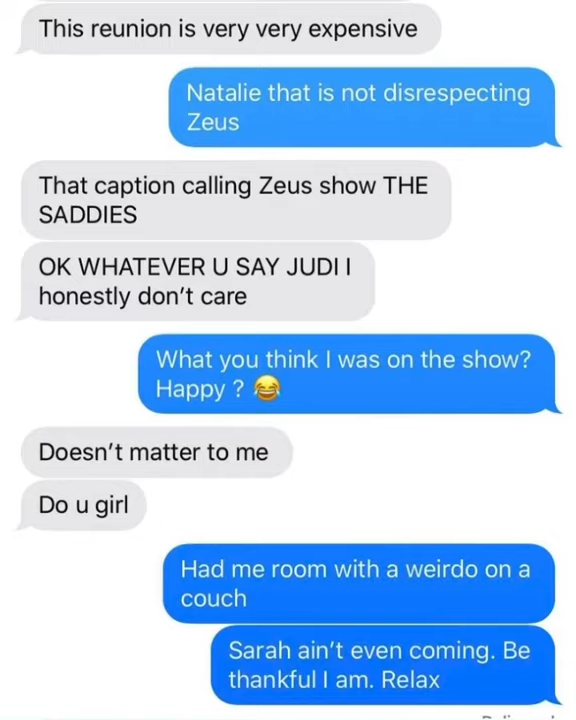 This reunion is very very expensive
Natalie that is not disrespecting
Zeus
That caption calling Zeus show THE
SADDIES
OK WHATEVER U SAY JUDI I
honestly don't care
What you think I was on the show?
Happy ? 😂
Doesn't matter to me
Do u girl
Had me room with a weirdo on a
couch
Sarah ain't even coming. Be
thankful I am. Relax